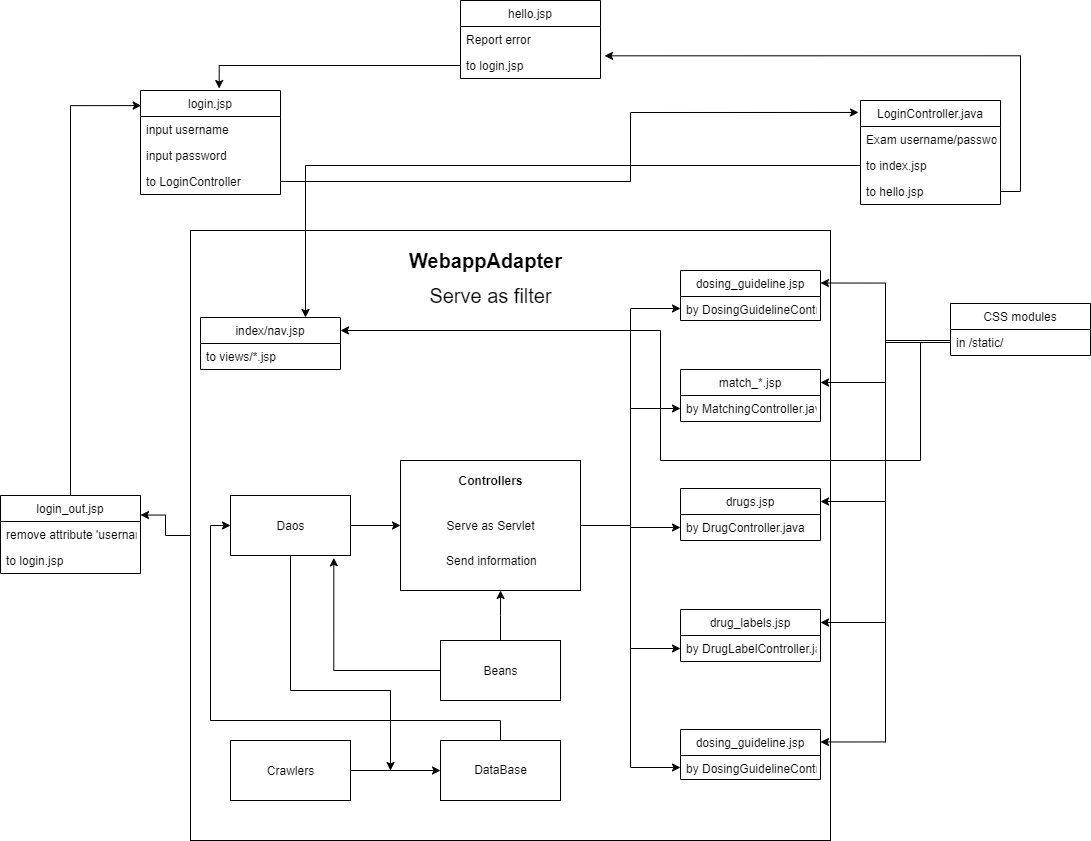 hello.jsp
Report error
to login.jsp
login.jsp
input username
input password
to LoginController
LoginController.java
Exam username/passwo
to index.jsp
to hello.jsp
WebappAdapter
Serve as filter
index/nav.jsp
to views/*.jsp
dosing_guideline.jsp
by DosingGuidelineConti
CSS modules
in /static/
match_*.jsp
by MatchingController.jav
Controllers
Serve as Servlet
Send information
Daos
drugs.jsp
by DrugController.java
login_out.jsp
remove attribute 'usernar
to login.jsp
drug_labels.jsp
by DrugLabelController.ja
Beans
dosing_guideline.jsp
by DosingGuidelineConti
Crawlers
DataBase